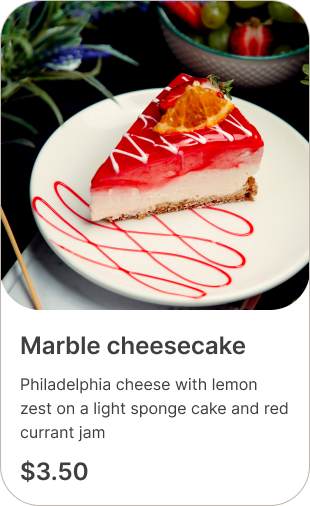 Marble cheesecake
Philadelphia cheese with lemon
zest on a light sponge cake and red
currant jam
$3.50